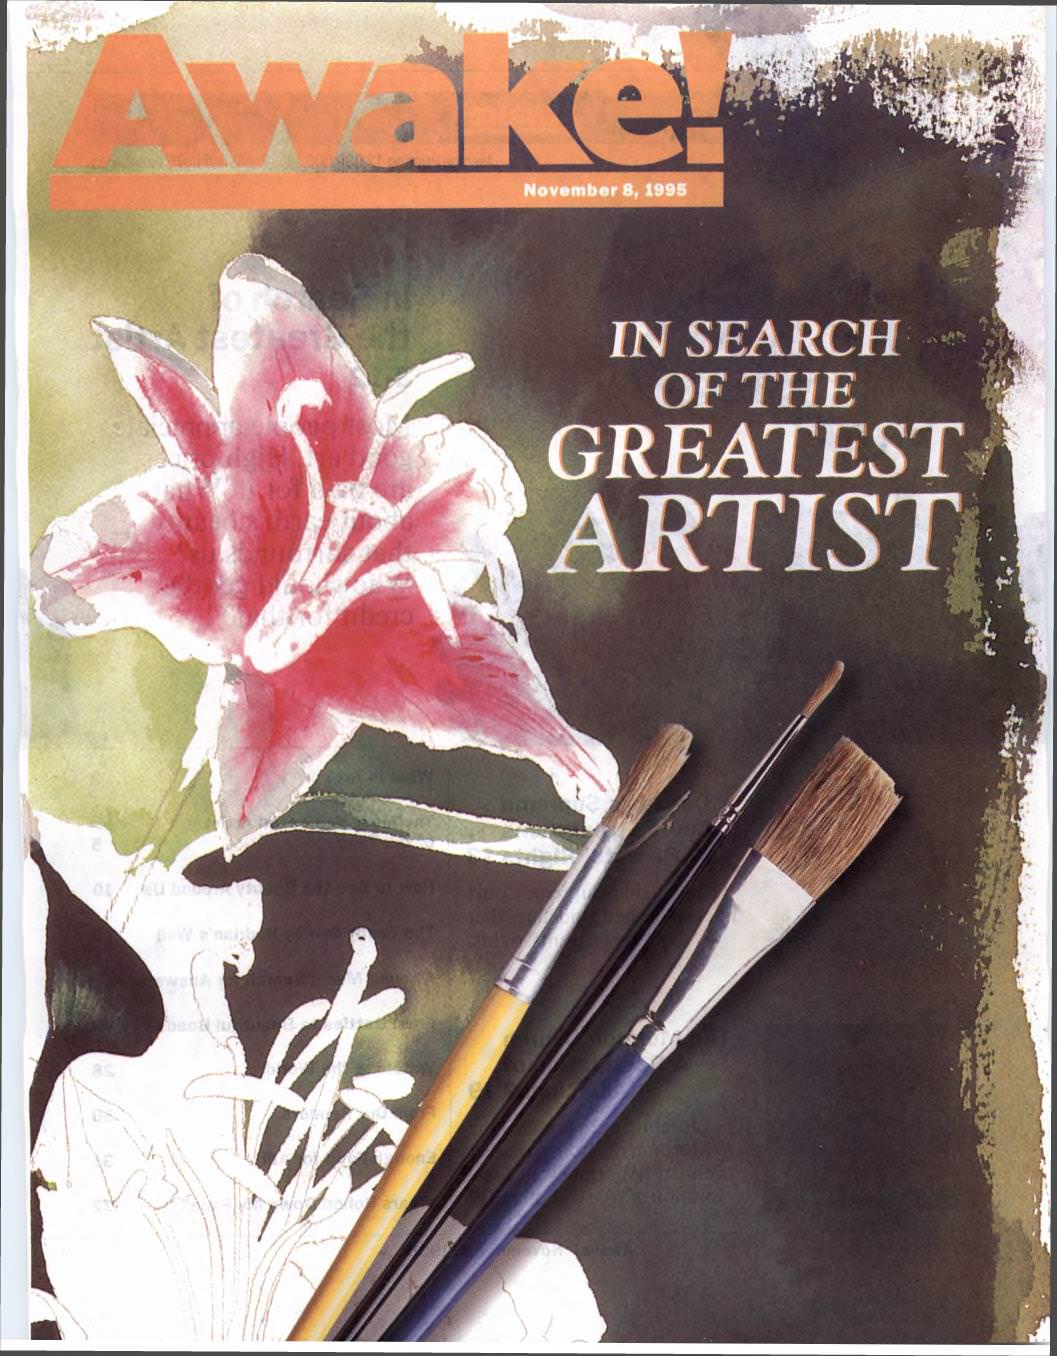 Awake!
November 8, 1995
IN SEARCH
OF THE
GREATEST
ARTIST